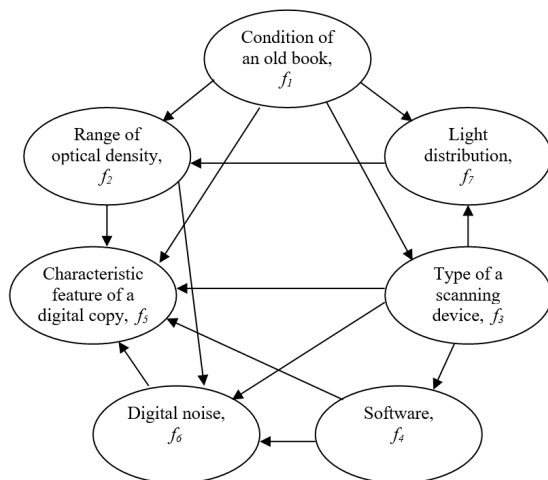 Condition of
an old book,
f1
Range of
optical density,
f2
Light
distribution,
f7
Characteristic
feature of a
digital copy, f5
Type of a
scanning
device, f3
Digital noise,
f6
Software,
f4